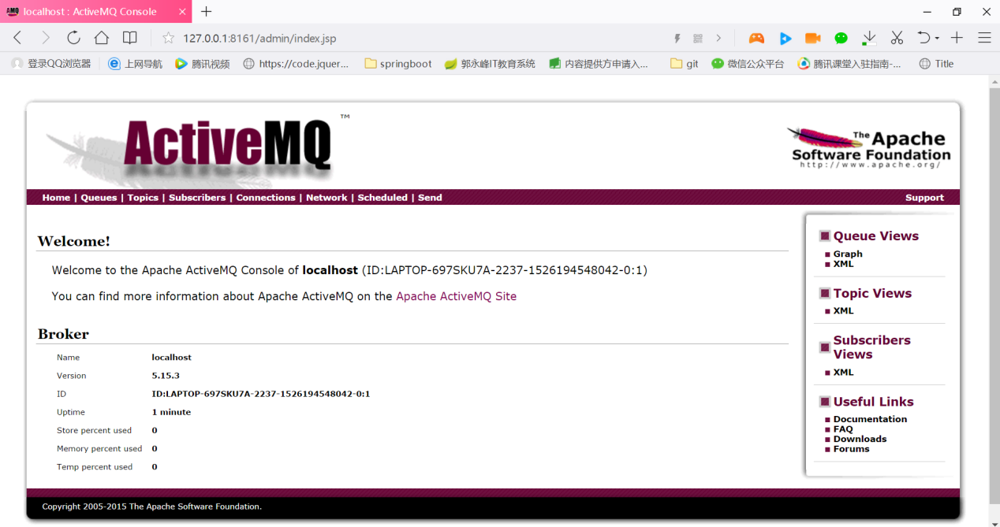 AMQ localhost : ActiveMQ Console
127.0.0.1:8161/admin/index.jsp
登录QQ浏览器 上网导航 腾讯视频 https://code.jquer... springboot 郭永峰IT教育系统 内容提供方申请入... git 微信公众平台 腾讯课堂入驻指南-... Title
ActiveMQ ™
The Apache
Software Foundation
http://www.apache.org/
Home | Queues | Topics | Subscribers | Connections | Network | Scheduled | Send Support
Welcome!
Welcome to the Apache ActiveMQ Console of localhost (ID:LAPTOP-697SKU7A-2237-1526194548042-0:1)
You can find more information about Apache ActiveMQ on the Apache ActiveMQ Site
Broker
Name localhost
Version 5.15.3
ID ID:LAPTOP-697SKU7A-2237-1526194548042-0:1
Uptime 1 minute
Store percent used 0
Memory percent used 0
Temp percent used 0
Queue Views
Graph
XML
Topic Views
XML
Subscribers
Views
XML
Useful Links
Documentation
FAQ
Downloads
Forums
Copyright 2005-2015 The Apache Software Foundation.